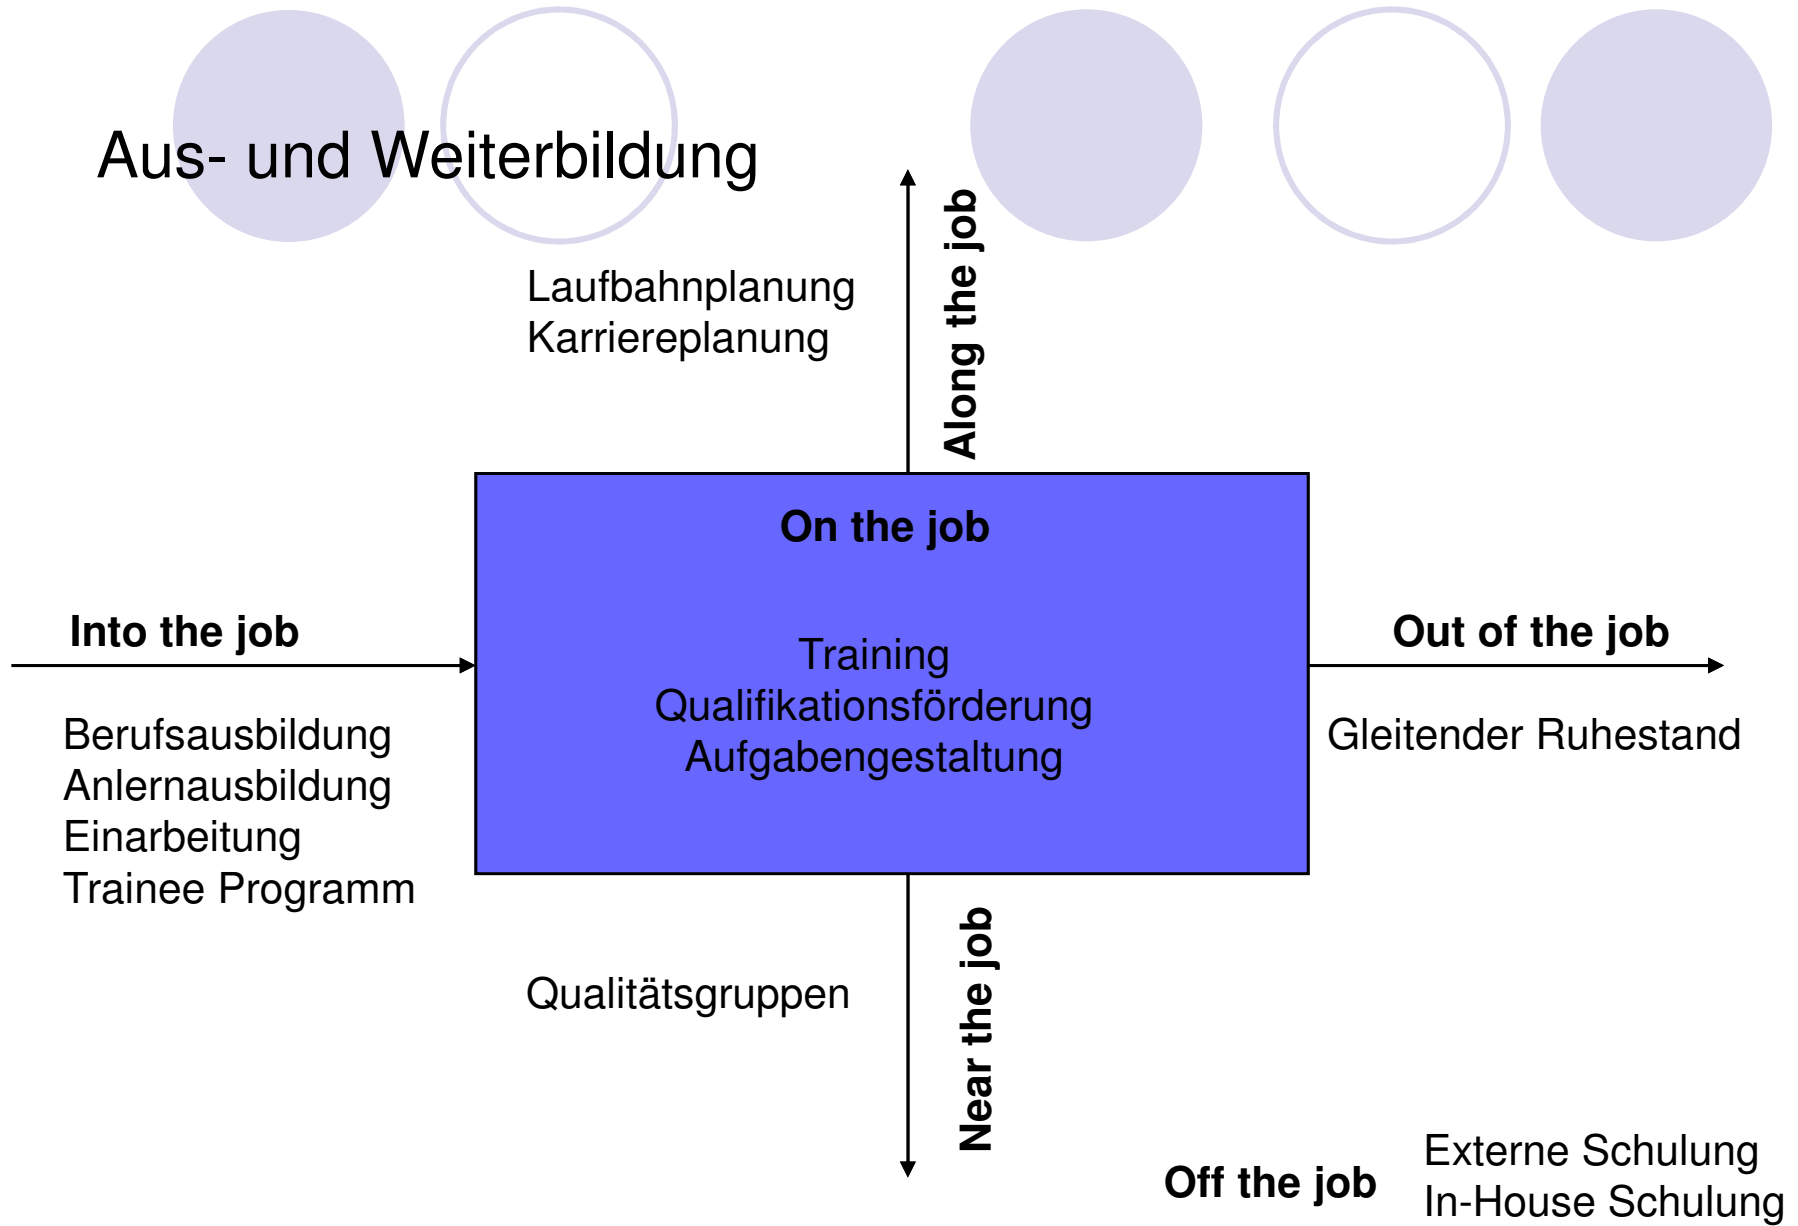 Aus- und Weiterbildung
Laufbahnplanung
Karriereplanung
Along the job
On the job
Training
Qualifikationsförderung
Aufgabengestaltung
Into the job
Berufsausbildung
Anlernausbildung
Einarbeitung
Trainee Programm
Out of the job
Gleitender Ruhestand
Qualitätsgruppen
Near the job
Off the job
Externe Schulung
In-House Schulung